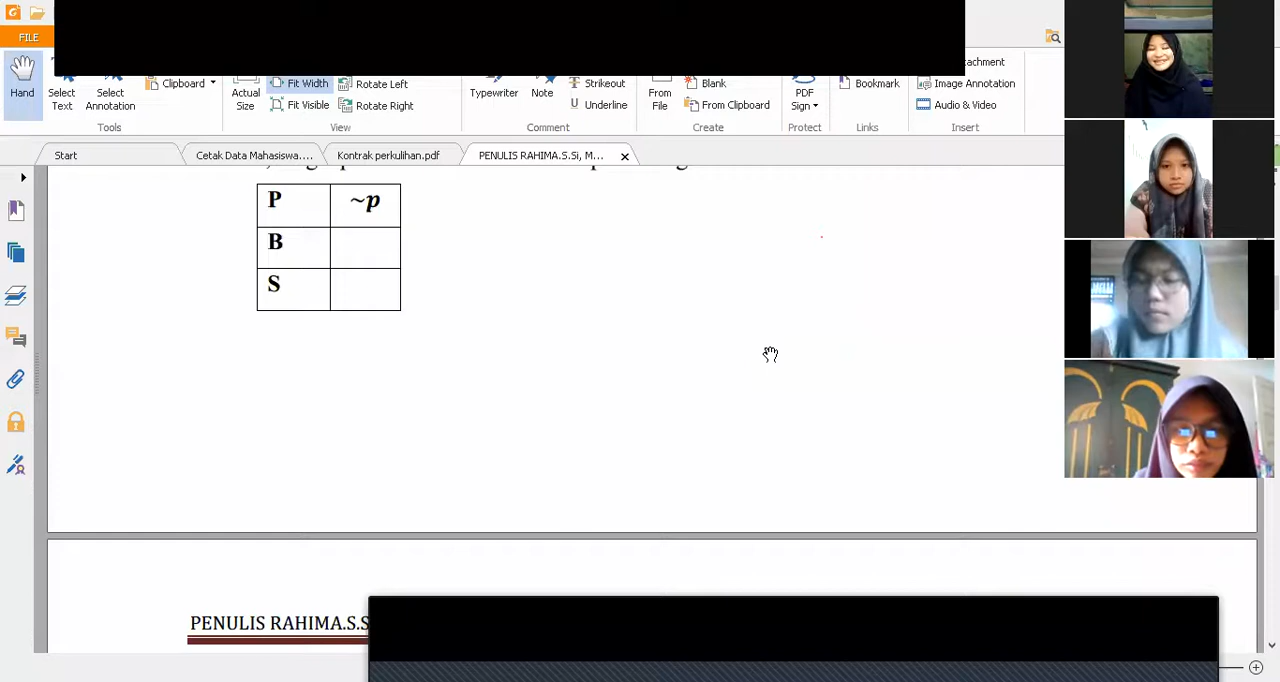 FILE
Hand
Select Text
Select Annotation
Clipboard
Tools
Actual Size
Fit Width
Fit Visible
Rotate Left
Rotate Right
View
Typewriter
Note
Strikeout
Underline
Comment
From File
Blank
From Clipboard
Create
PDF Sign
Protect
Bookmark
Links
Image Annotation
Audio & Video
Insert
Start
Cetak Data Mahasiswa....
Kontrak perkulihan.pdf
PENULIS RAHIMA.S.Si, M...
P ~p
B
S
PENULIS RAHIMA.S.S